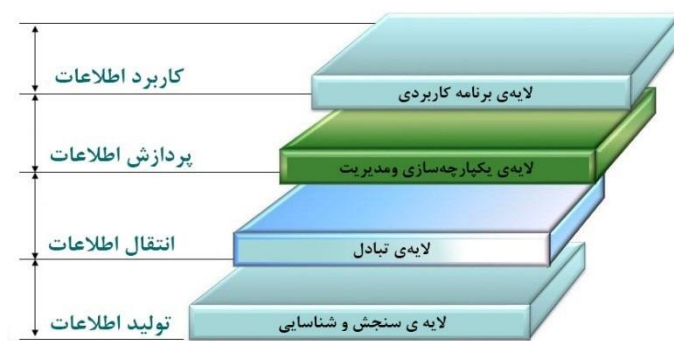 لایه‌ی برنامه کاربردی
کاربرد اطلاعات
لایه‌ی یکپارچه‌سازی ومدیریت
پردازش اطلاعات
لایه‌ی تبادل
انتقال اطلاعات
لایه ی سنجش و شناسایی
تولید اطلاعات